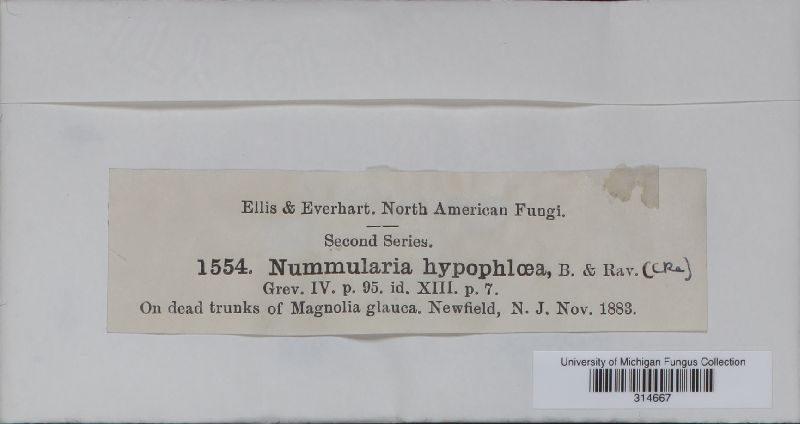 Ellis & Everhart. North American Fungi.
Second Series.
1554. Nummularia hypophlœa, B. & Rav. (CKe)
Grev. IV. p. 95. id. XIII. p. 7.
On dead trunks of Magnolia glauca. Newfield, N. J. Nov. 1883.
University of Michigan Fungus Collection
314667